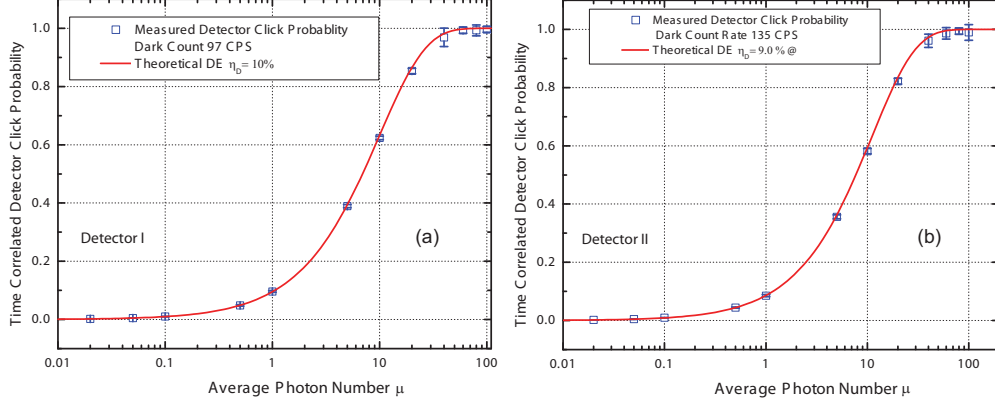 Measured Detector Click Probablity
Dark Count 97 CPS
Theoretical DE ηD = 10%
Time Correlated Detector Click Probability
1.0
0.8
0.6
0.4
0.2
0.0
Detector I
(a)
0.01
0.1
1
10
100
Average Photon Number μ
Measured Detector Click Probability
Dark Count Rate 135 CPS
Theoretical DE ηD = 9.0 % @
Time Correlated Detector Click Probability
1.0
0.8
0.6
0.4
0.2
0.0
Detector II
(b)
0.01
0.1
1
10
100
Average Photon Number μ